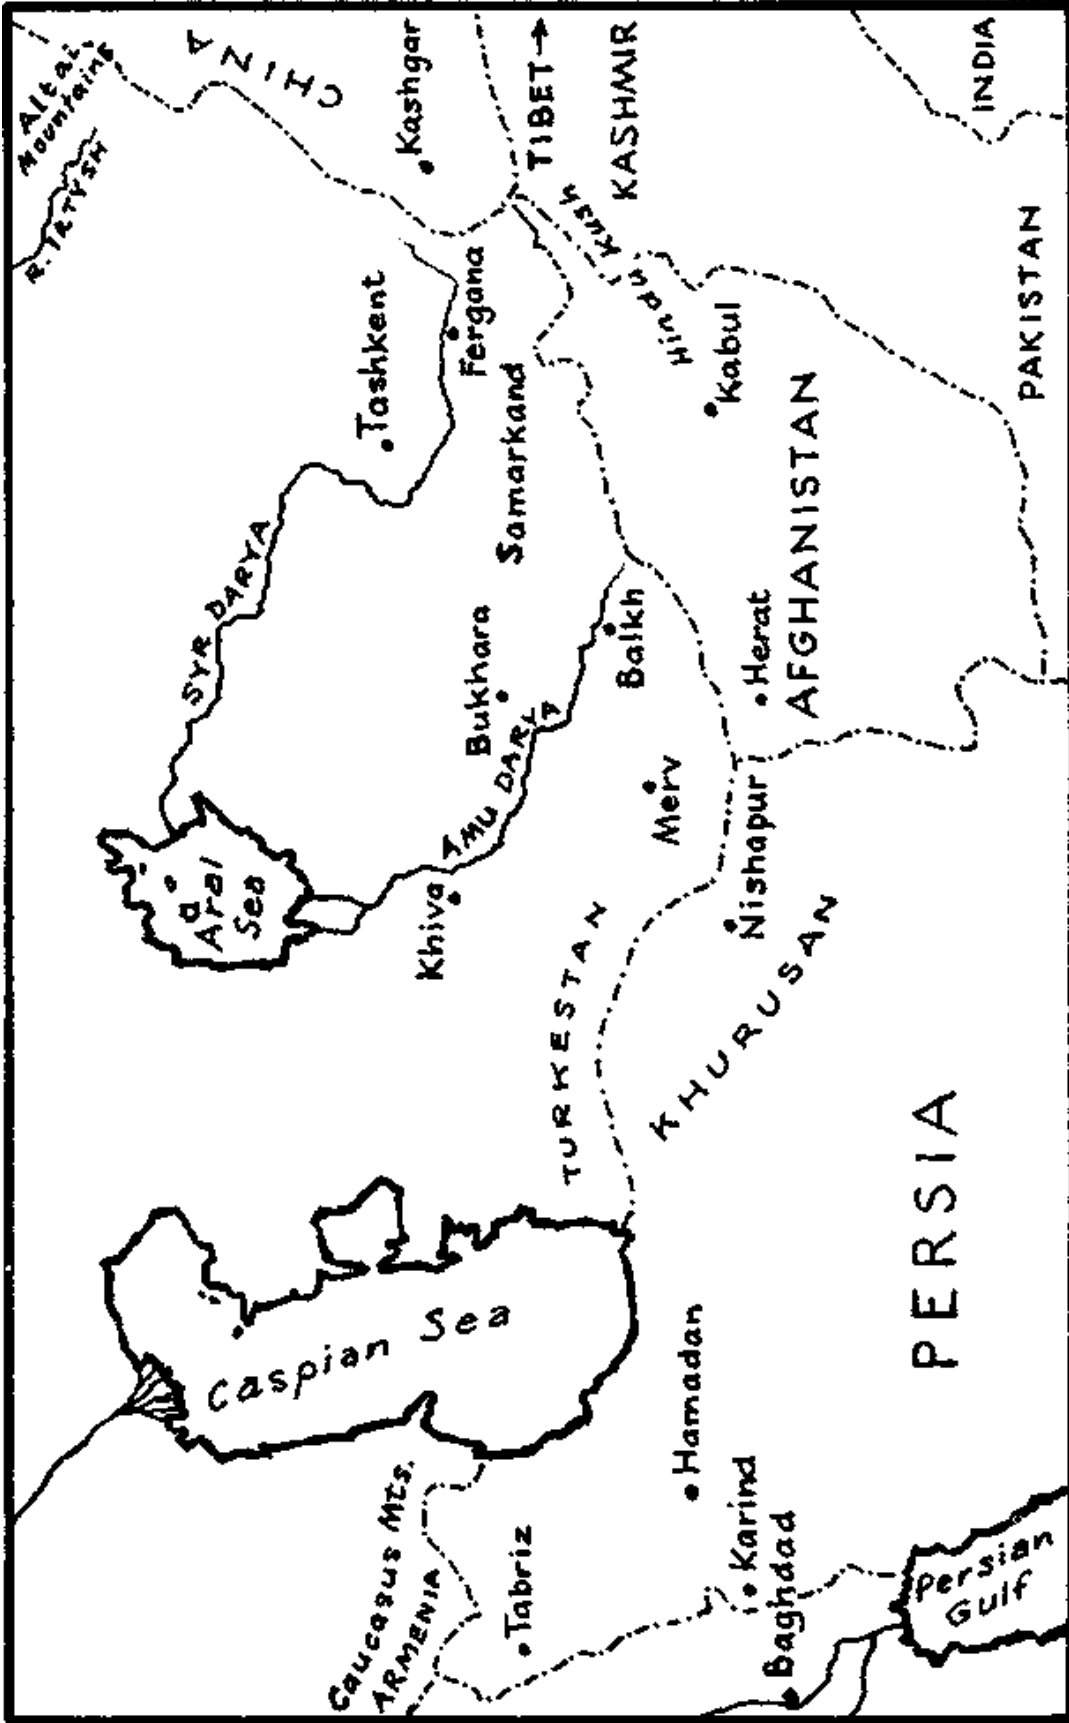 Altai
Mountains
R. IRTYSH
CHINA
Kashgar
TIBET→
KASHMIR
INDIA
Hindu Kush
PAKISTAN
Tashkent
Fergana
Samarkand
Kabul
AFGHANISTAN
SYR DARYA
Bukhara
Balkh
Herat
AMU DARYA
Merv
Nishapur
Khiva
Aral
Sea
TURKESTAN
KHURUSAN
PERSIA
Caspian Sea
Hamadan
Karind
Baghdad
Persian
Gulf
Caucasus Mts.
ARMENIA
Tabriz